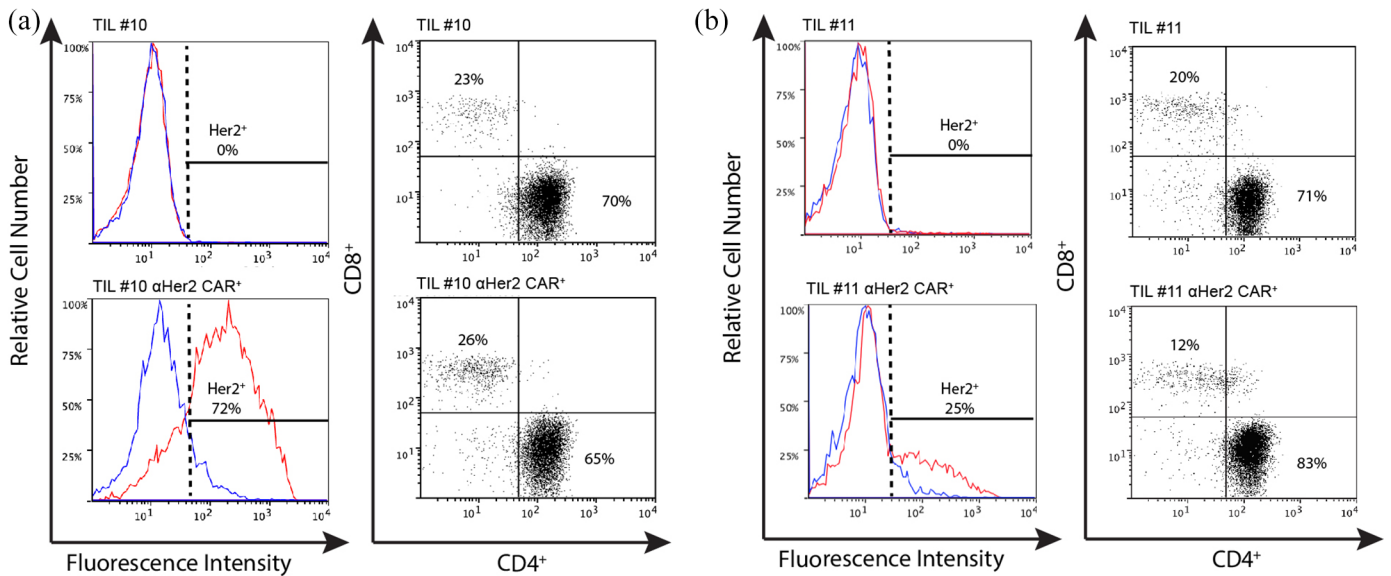 (a)
TIL #10
100%
75%
50%
25%
Her2⁺
0%
10¹ 10² 10³ 10⁴
TIL #10 αHer2 CAR⁺
100%
75%
50%
25%
Her2⁺
72%
10¹ 10² 10³ 10⁴
Relative Cell Number
Fluorescence Intensity
TIL #10
10⁴
10³
10²
10¹
23%
70%
10¹ 10² 10³ 10⁴
TIL #10 αHer2 CAR⁺
10⁴
10³
10²
10¹
26%
65%
10¹ 10² 10³ 10⁴
CD8⁺
CD4⁺
(b)
TIL #11
100%
75%
50%
25%
Her2⁺
0%
10¹ 10² 10³ 10⁴
TIL #11 αHer2 CAR⁺
100%
75%
50%
25%
Her2⁺
25%
10¹ 10² 10³ 10⁴
Relative Cell Number
Fluorescence Intensity
TIL #11
10⁴
10³
10²
10¹
20%
71%
10¹ 10² 10³ 10⁴
TIL #11 αHer2 CAR⁺
10⁴
10³
10²
10¹
12%
83%
10¹ 10² 10³ 10⁴
CD8⁺
CD4⁺